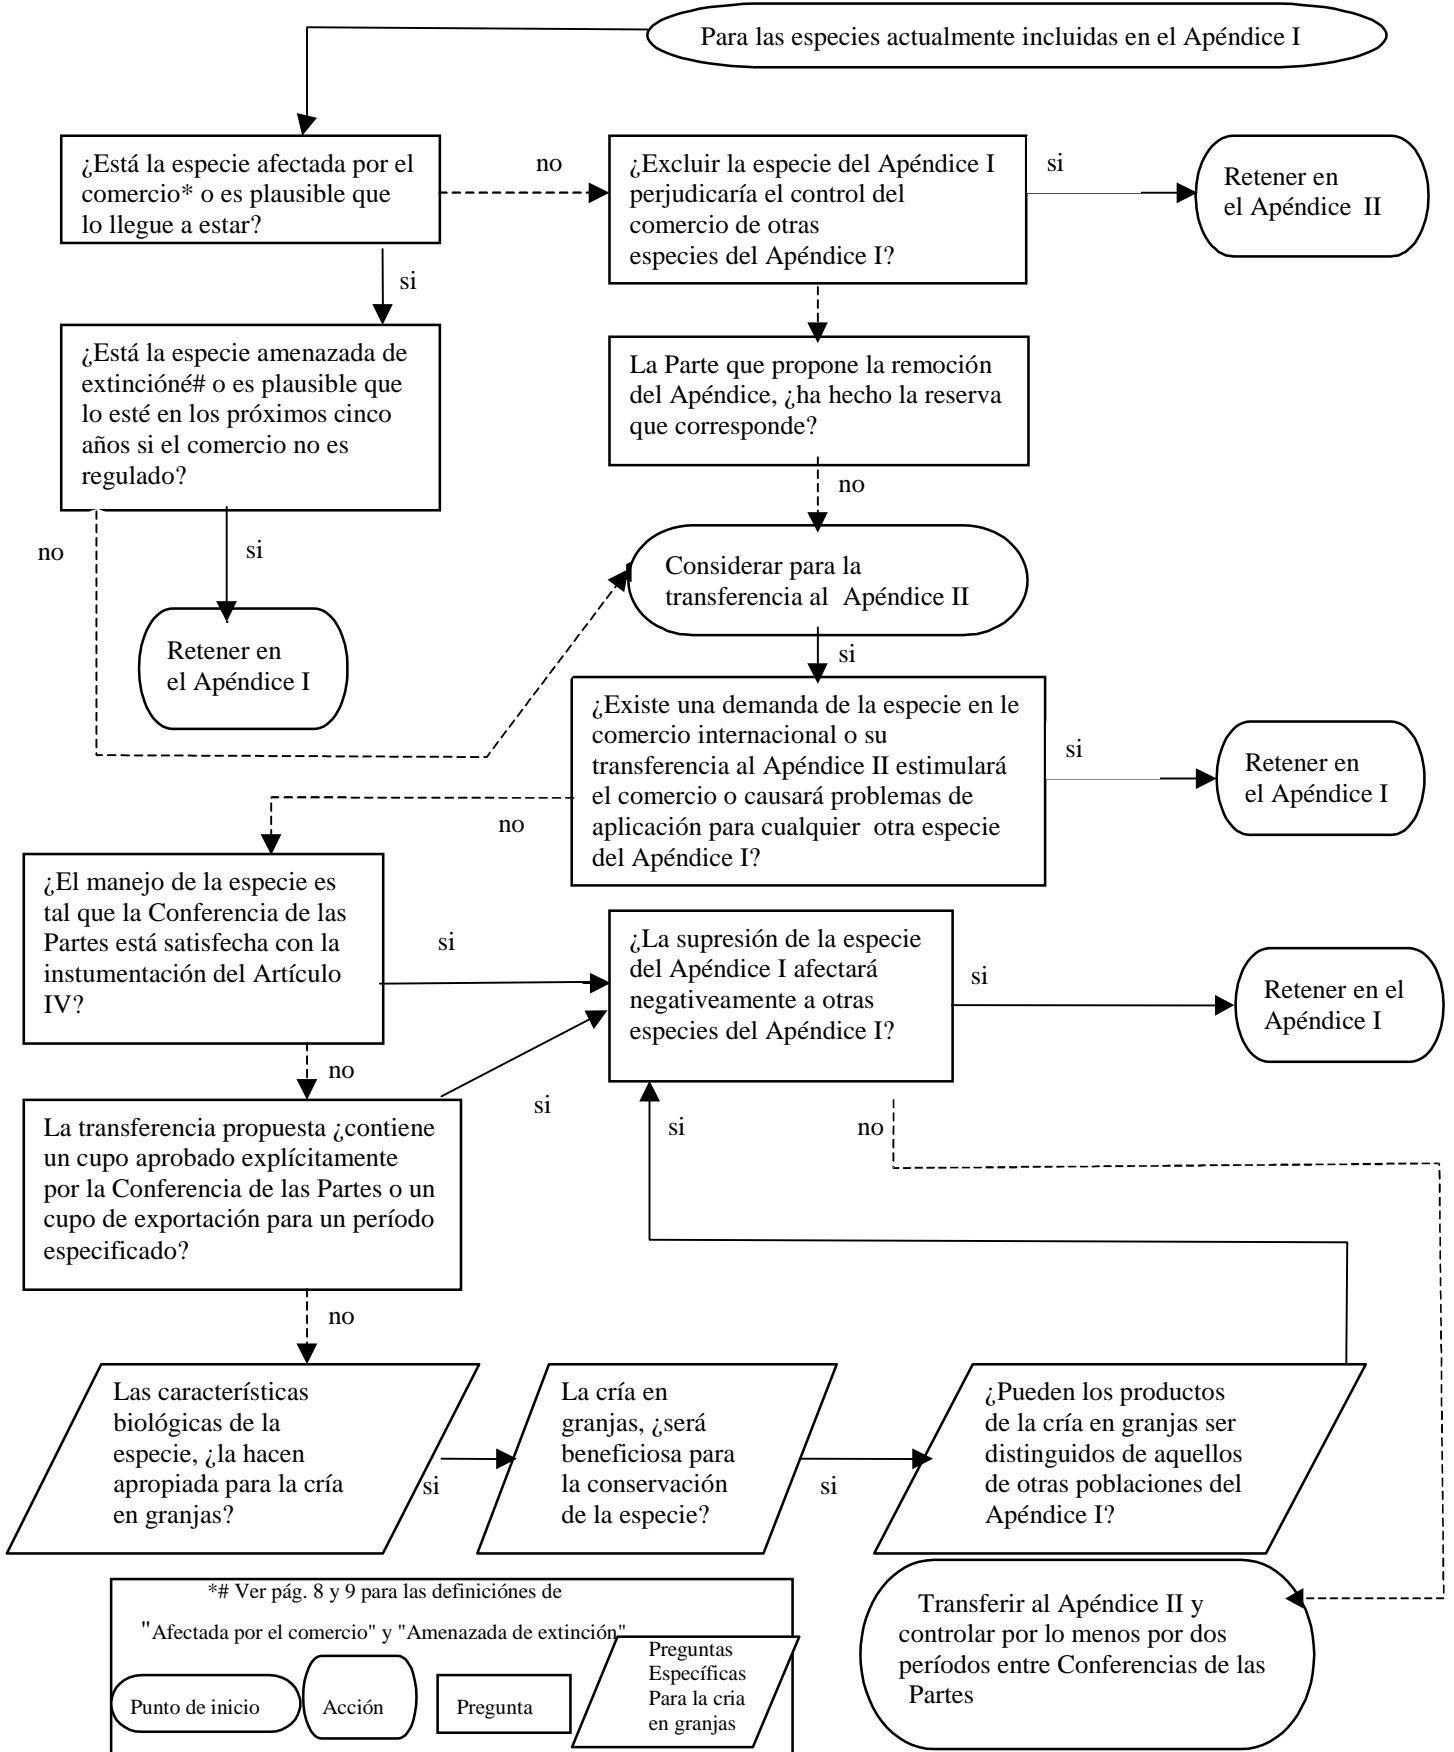 Para las especies actualmente incluidas en el Apéndice I
¿Está la especie afectada por el
comercio* o es plausible que
lo llegue a estar?
no
¿Excluir la especie del Apéndice I
perjudicaría el control del
comercio de otras
especies del Apéndice I?
si
Retener en
el Apéndice II
si
¿Está la especie amenazada de
extincióné# o es plausible que
lo esté en los próximos cinco
años si el comercio no es
regulado?
La Parte que propone la remoción
del Apéndice, ¿ha hecho la reserva
que corresponde?
no
no
si
Considerar para la
transferencia al Apéndice II
Retener en
el Apéndice I
si
¿Existe una demanda de la especie en le
comercio internacional o su
transferencia al Apéndice II estimulará
el comercio o causará problemas de
aplicación para cualquier otra especie
del Apéndice I?
si
Retener en
el Apéndice I
no
¿El manejo de la especie es
tal que la Conferencia de las
Partes está satisfecha con la
instumentación del Artículo
IV?
si
¿La supresión de la especie
del Apéndice I afectará
negativeamente a otras
especies del Apéndice I?
si
Retener en el
Apéndice I
no
si
si
no
La transferencia propuesta ¿contiene
un cupo aprobado explícitamente
por la Conferencia de las Partes o un
cupo de exportación para un período
especificado?
no
Las características
biológicas de la
especie, ¿la hacen
apropiada para la cría
en granjas?
si
La cría en
granjas, ¿será
beneficiosa para
la conservación
de la especie?
si
¿Pueden los productos
de la cría en granjas ser
distinguidos de aquellos
de otras poblaciones del
Apéndice I?
Transferir al Apéndice II y
controlar por lo menos por dos
períodos entre Conferencias de las
Partes
*# Ver pág. 8 y 9 para las definiciónes de
"Afectada por el comercio" y "Amenazada de extinción"
Punto de inicio
Acción
Pregunta
Preguntas
Específicas
Para la cria
en granjas